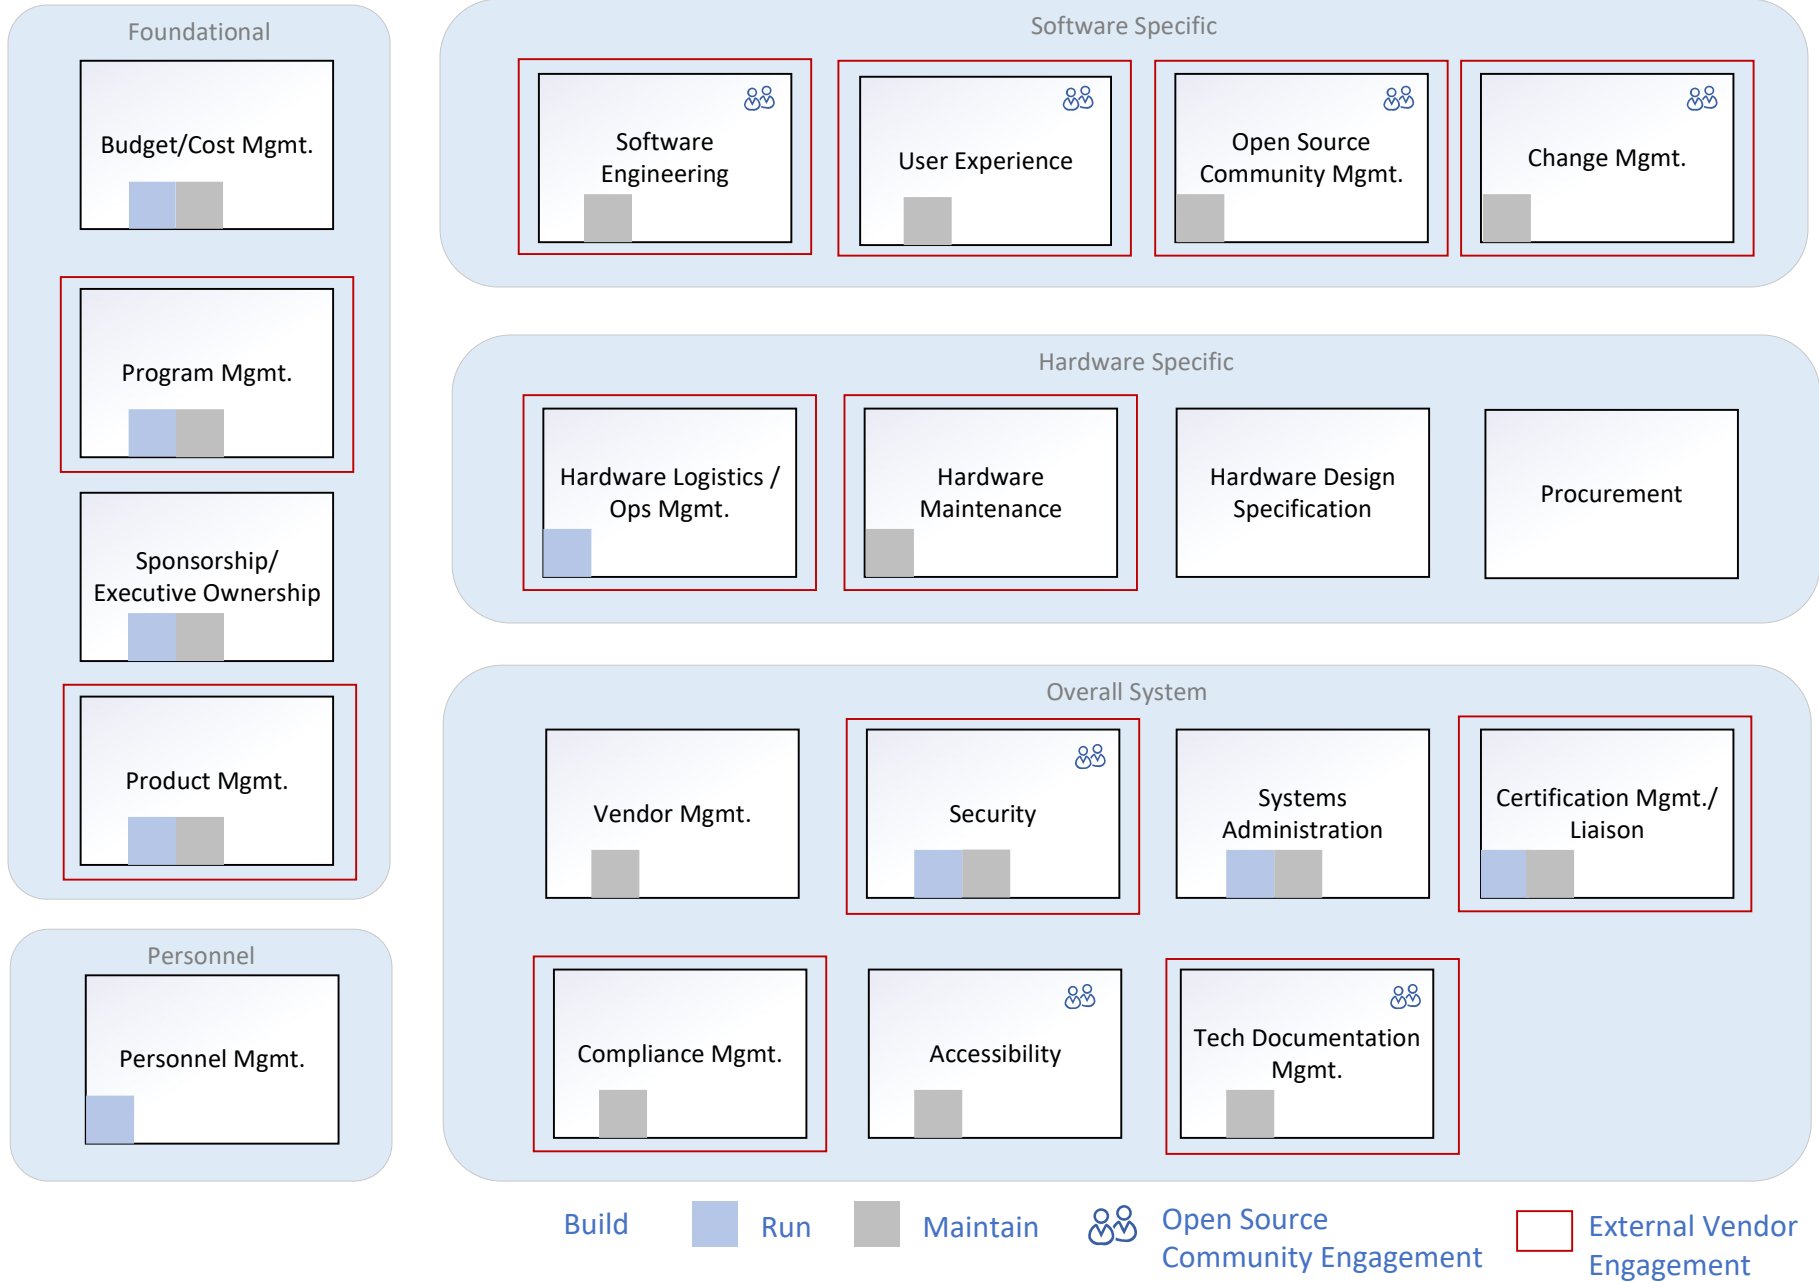 Foundational
Budget/Cost Mgmt.
Program Mgmt.
Sponsorship/
Executive Ownership
Product Mgmt.
Personnel
Personnel Mgmt.
Software Specific
Software
Engineering
User Experience
Open Source
Community Mgmt.
Change Mgmt.
Hardware Specific
Hardware Logistics /
Ops Mgmt.
Hardware
Maintenance
Hardware Design
Specification
Procurement
Overall System
Vendor Mgmt.
Security
Systems
Administration
Certification Mgmt./
Liaison
Compliance Mgmt.
Accessibility
Tech Documentation
Mgmt.
Build
Run
Maintain
Open Source
Community Engagement
External Vendor
Engagement